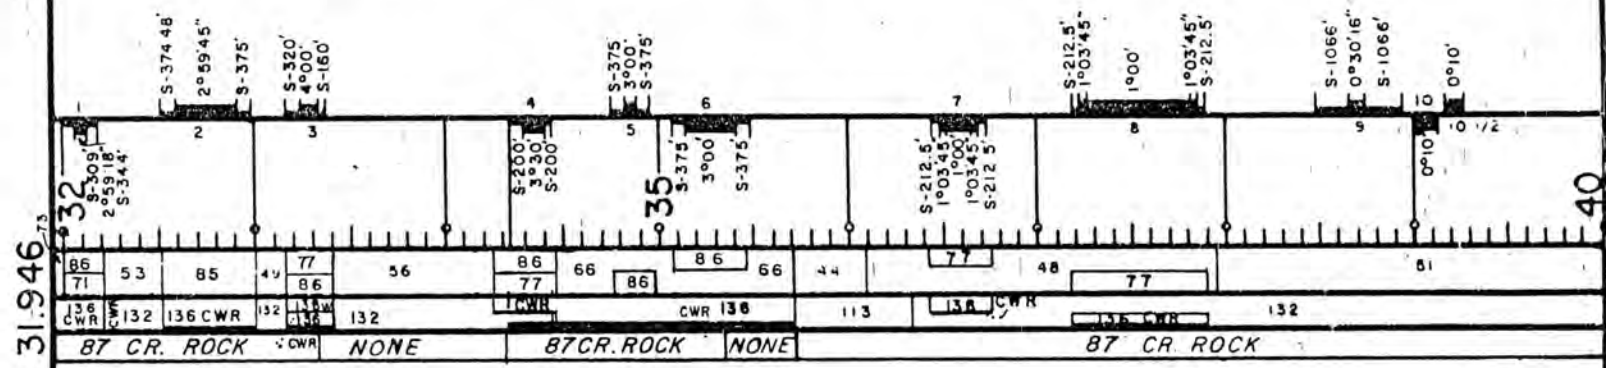 S-374.48'
2°59'45"
S-375'
S-320'
4°00'
S-160'
S-375'
3°00'
S-375'
S-212.5'
1°03'45"
1°00'
1°03'45"
S-212.5'
S-1066'
0°30'16"
S-1066'
0°10'
1 2 3 4 5 6 7 8 9 10 10 1/2
S-309'
2°59'18"
S-344'
S-200'
3°30'
S-200'
S-375'
3°00'
S-375'
S-212.5'
1°03'45"
1°00'
1°03'45"
S-212.5'
0°10'
32 35 40
31.946
73
86 53 85 49 77 56 86 66 86 66 44 77 48 81
71 86 77 86 77
136 CWR CWR 132 136 CWR 132 136 132 CWR CWR 136 113 136 CWR 136 CWR 132
87 CR. ROCK CWR NONE 87 CR. ROCK NONE 87 CR. ROCK